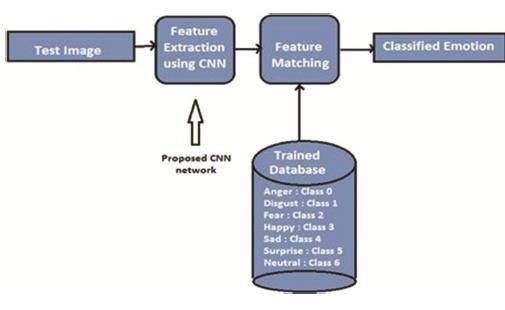 Test Image
Feature
Extraction
using CNN
Feature
Matching
Classified Emotion
Proposed CNN
network
Trained
Database
Anger : Class 0
Disgust : Class 1
Fear : Class 2
Happy : Class 3
Sad : Class 4
Surprise : Class 5
Neutral : Class 6